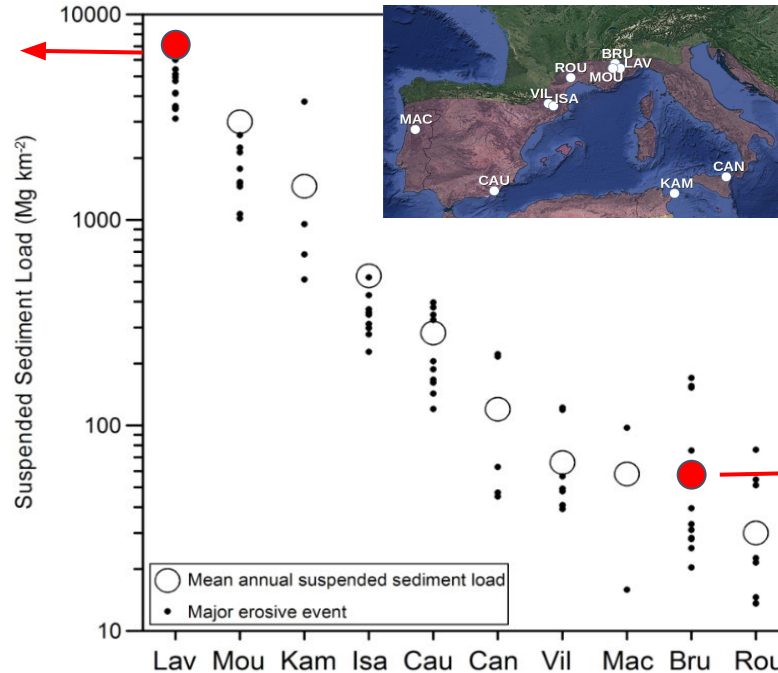 10000
1000
100
10
Suspended Sediment Load (Mg km-2)
BRU
LAV
ROU
MOU
VIL
ISA
MAC
CAU
CAN
KAM
Mean annual suspended sediment load
Major erosive event
Lav Mou Kam Isa Cau Can Vil Mac Bru Rou